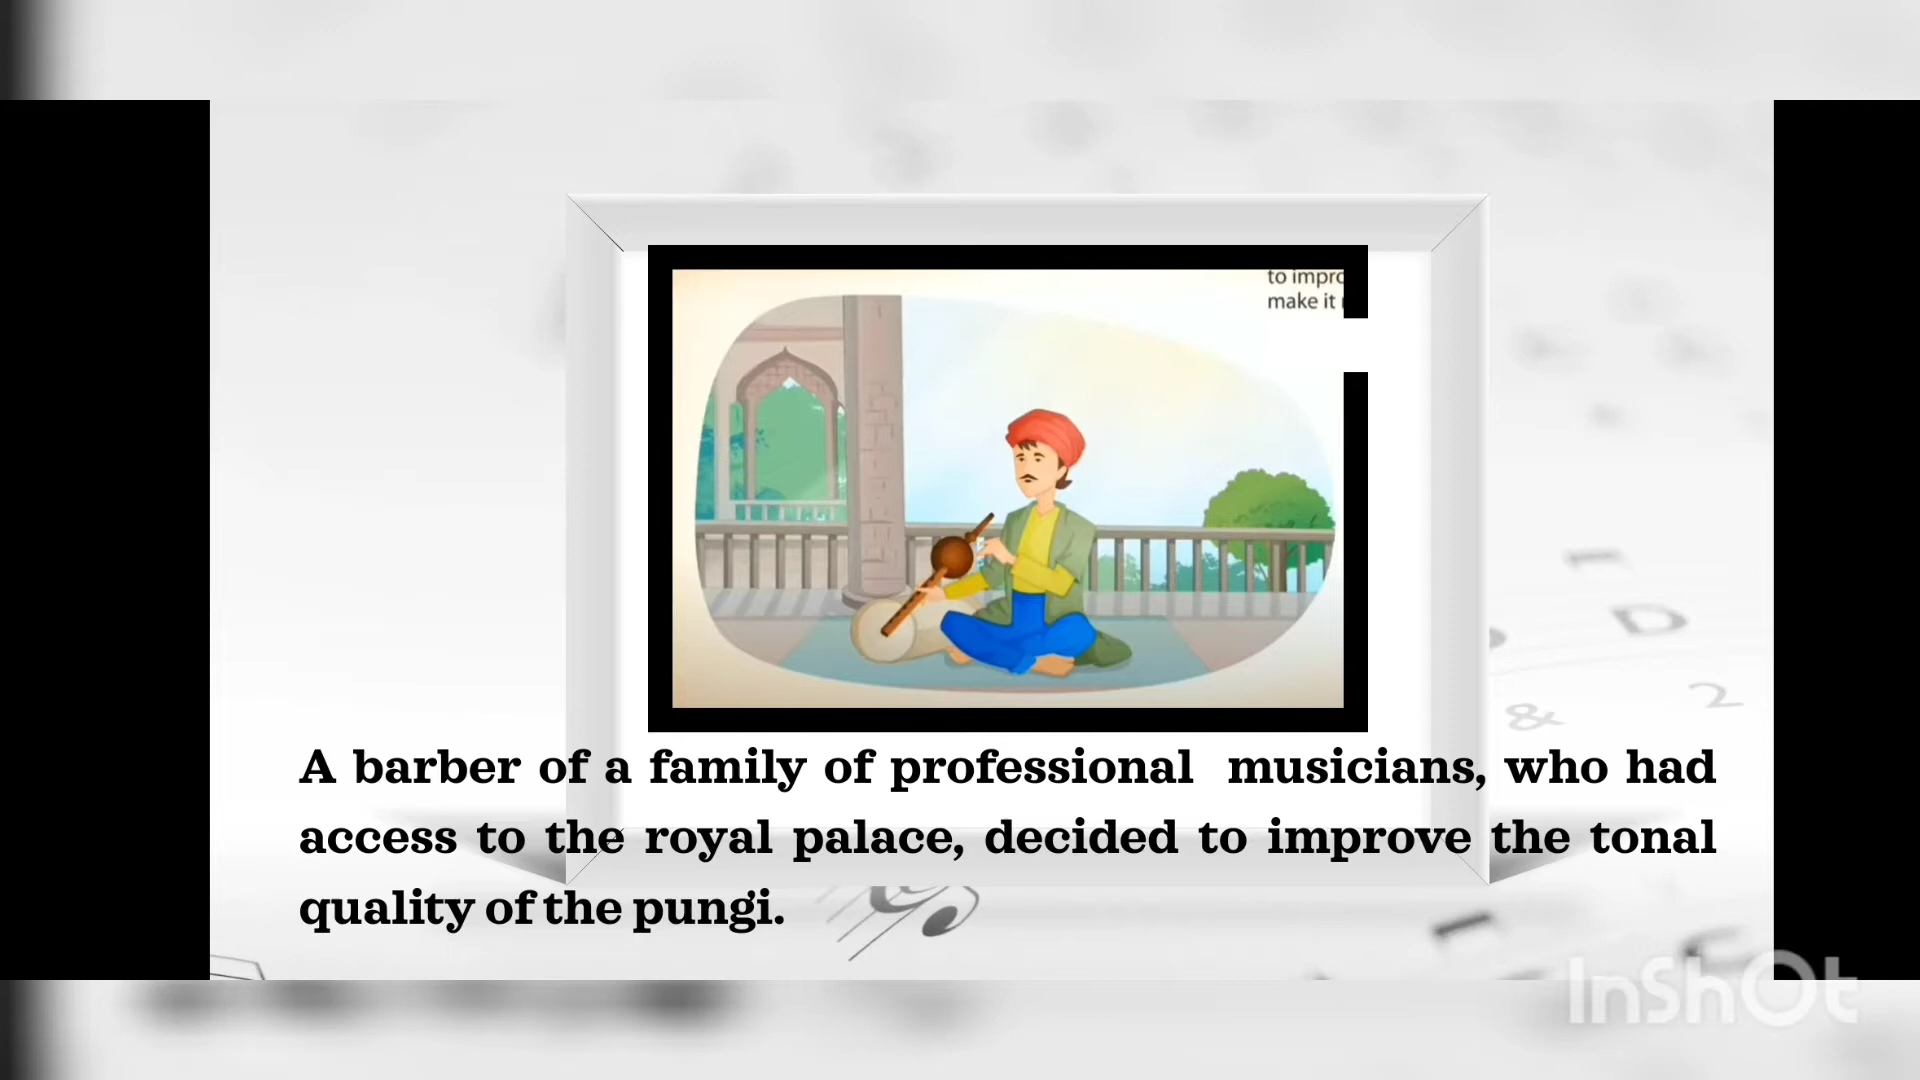 to impro
make it
A barber of a family of professional musicians, who had
access to the royal palace, decided to improve the tonal
quality of the pungi.
D
& 2
InShOt